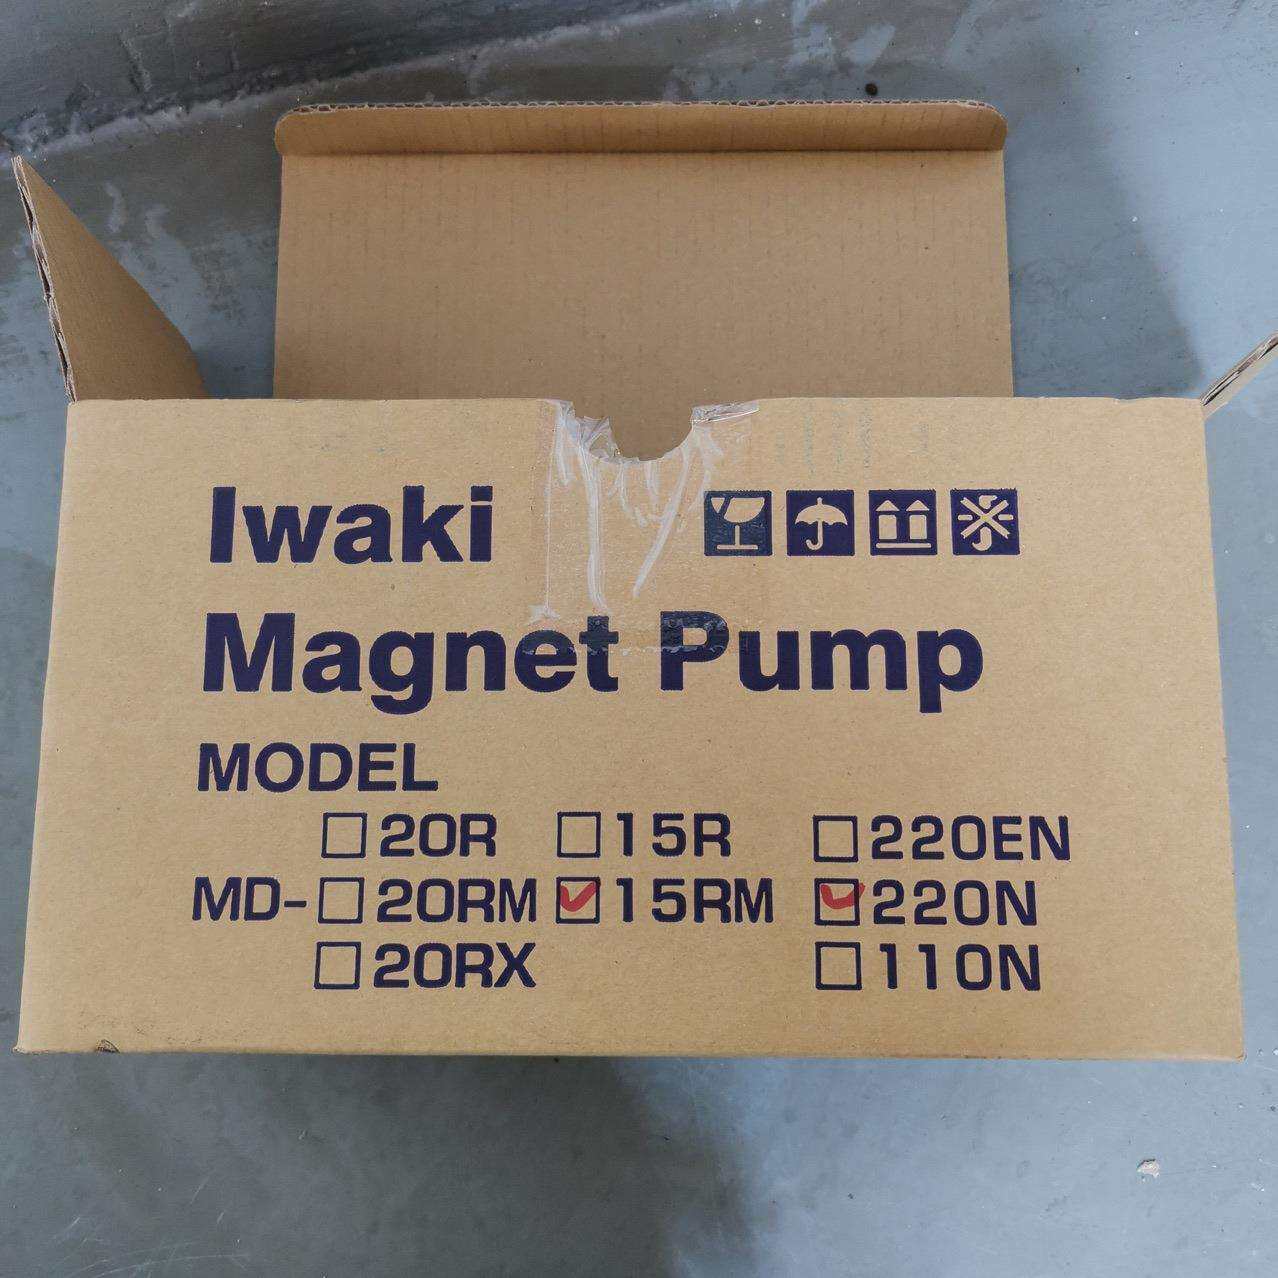 Iwaki
Magnet Pump
MODEL
20R 15R 220EN
MD- 20RM 15RM 220N
20RX 110N